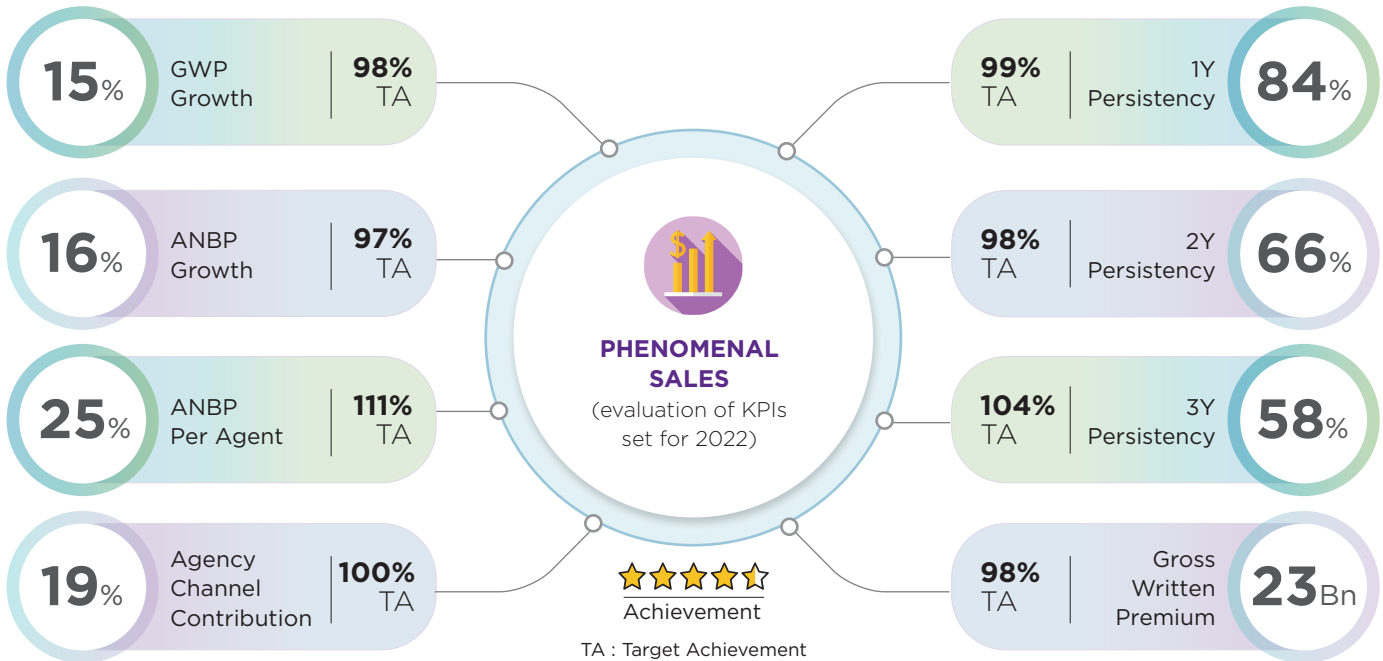 15%
GWP
Growth
98%
TA
16%
ANBP
Growth
97%
TA
25%
ANBP
Per Agent
111%
TA
19%
Agency
Channel
Contribution
100%
TA
$
PHENOMENAL
SALES
(evaluation of KPIs
set for 2022)
Achievement
TA : Target Achievement
99%
TA
1Y
Persistency
84%
98%
TA
2Y
Persistency
66%
104%
TA
3Y
Persistency
58%
98%
TA
Gross
Written
Premium
23Bn